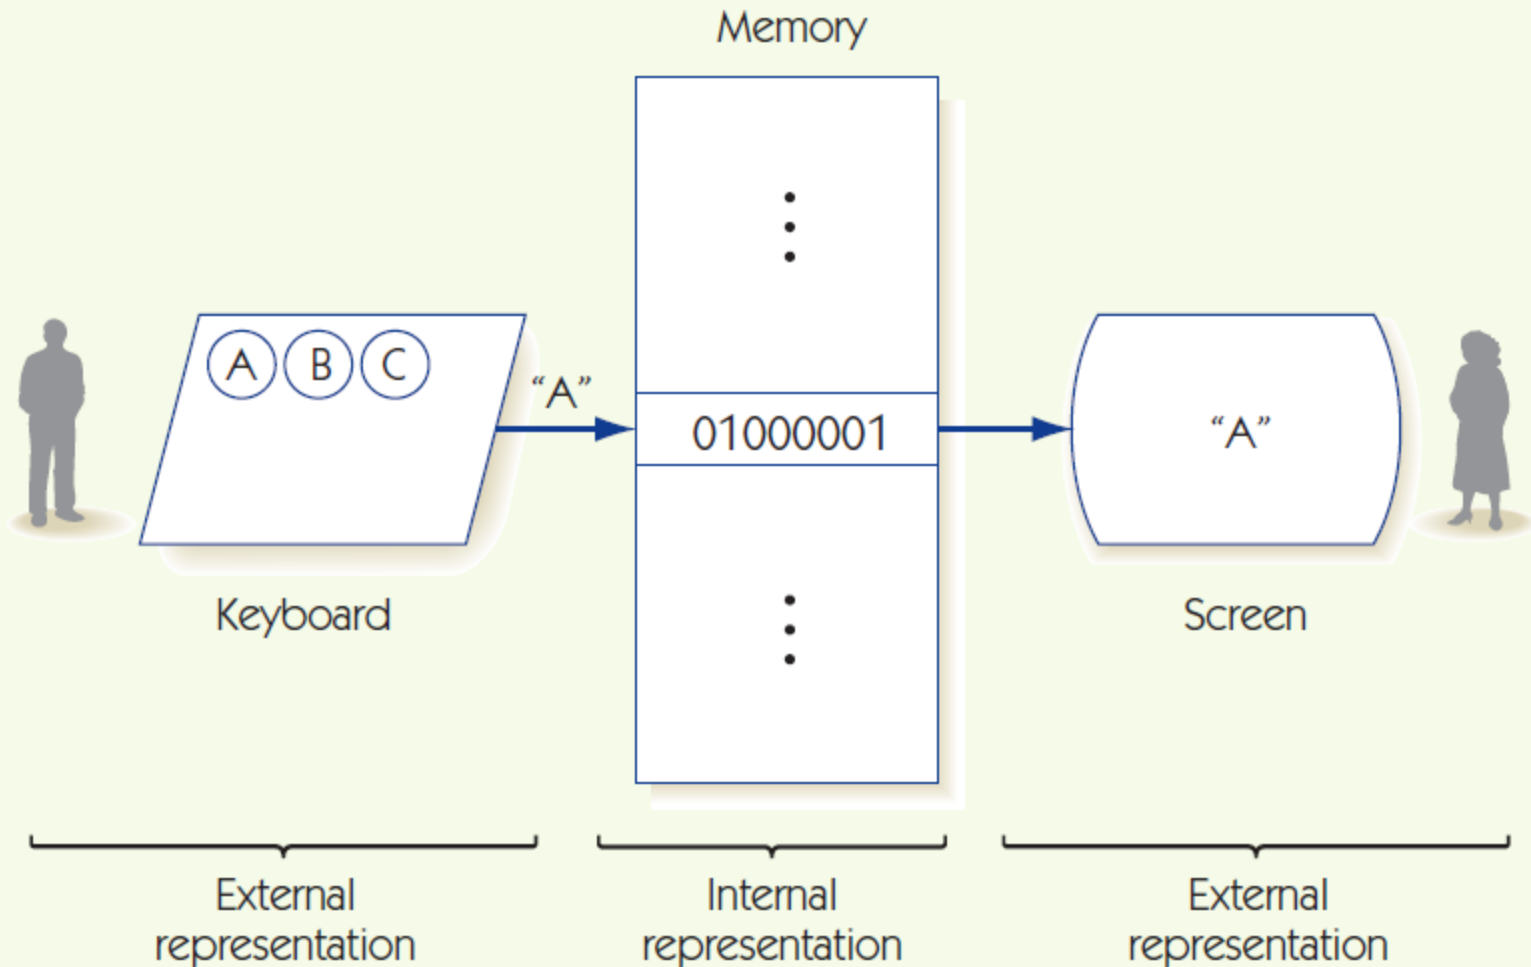 Memory
A B C
“A”
01000001
“A”
Keyboard
Screen
External
representation
Internal
representation
External
representation